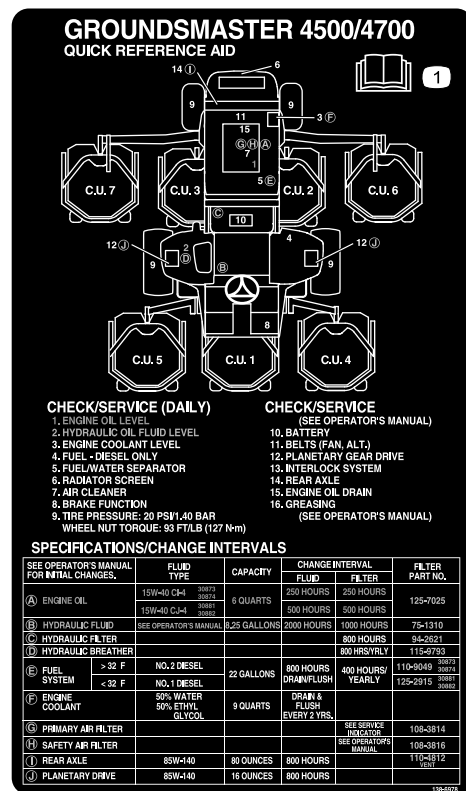 GROUNDSMASTER 4500/4700
QUICK REFERENCE AID
1
6
14 Ⓘ
9
9
3 Ⓕ
11
15
Ⓖ Ⓗ Ⓐ
7
1
5 Ⓔ
C.U. 7
C.U. 3
C.U. 2
C.U. 6
Ⓒ
10
12 Ⓙ
2
Ⓓ
4
12 Ⓙ
9
Ⓑ
9
8
C.U. 5
C.U. 1
C.U. 4
CHECK/SERVICE (DAILY)
1. ENGINE OIL LEVEL
2. HYDRAULIC OIL FLUID LEVEL
3. ENGINE COOLANT LEVEL
4. FUEL - DIESEL ONLY
5. FUEL/WATER SEPARATOR
6. RADIATOR SCREEN
7. AIR CLEANER
8. BRAKE FUNCTION
9. TIRE PRESSURE: 20 PSI/1.40 BAR
WHEEL NUT TORQUE: 93 FT/LB (127 N•m)
CHECK/SERVICE
(SEE OPERATOR'S MANUAL)
10. BATTERY
11. BELTS (FAN, ALT.)
12. PLANETARY GEAR DRIVE
13. INTERLOCK SYSTEM
14. REAR AXLE
15. ENGINE OIL DRAIN
16. GREASING
(SEE OPERATOR'S MANUAL)
SPECIFICATIONS/CHANGE INTERVALS
SEE OPERATOR'S MANUAL FOR INITIAL CHANGES. FLUID TYPE CAPACITY CHANGE INTERVAL FLUID FILTER FILTER PART NO.
Ⓐ ENGINE OIL 15W-40 CI-4 30873 30874 6 QUARTS 250 HOURS 250 HOURS 125-7025
15W-40 CJ-4 30881 30882 500 HOURS 500 HOURS
Ⓑ HYDRAULIC FLUID SEE OPERATOR'S MANUAL 8.25 GALLONS 2000 HOURS 1000 HOURS 75-1310
Ⓒ HYDRAULIC FILTER 800 HOURS 94-2621
Ⓓ HYDRAULIC BREATHER 800 HRS/YRLY 115-9793
Ⓔ FUEL SYSTEM > 32 F NO. 2 DIESEL 22 GALLONS 800 HOURS DRAIN/FLUSH 400 HOURS/YEARLY 110-9049 30873 30874
< 32 F NO. 1 DIESEL 125-2915 30881 30882
Ⓕ ENGINE COOLANT 50% WATER 50% ETHYL GLYCOL 9 QUARTS DRAIN & FLUSH EVERY 2 YRS.
Ⓖ PRIMARY AIR FILTER SEE SERVICE INDICATOR 108-3814
Ⓗ SAFETY AIR FILTER SEE OPERATOR'S MANUAL 108-3816
Ⓘ REAR AXLE 85W-140 80 OUNCES 800 HOURS 110-4812 VENT
Ⓙ PLANETARY DRIVE 85W-140 16 OUNCES 800 HOURS
138-6978